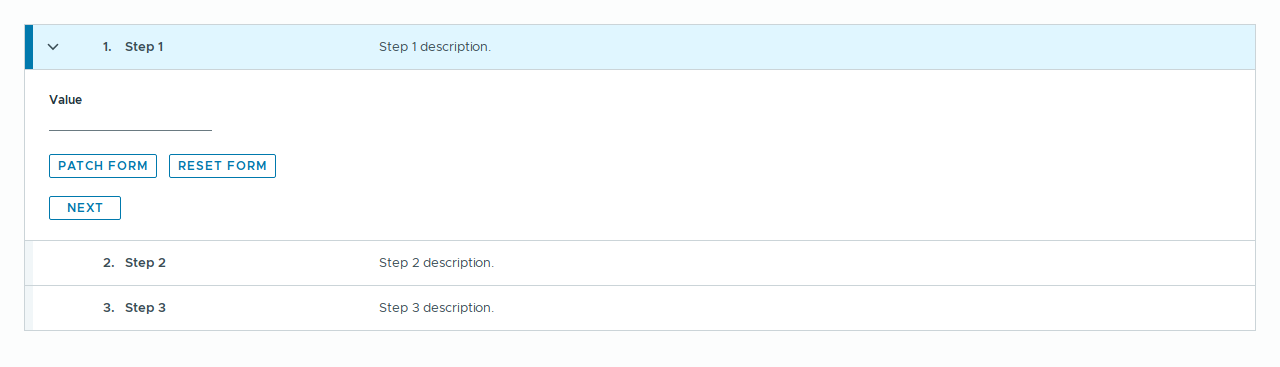 1. Step 1 Step 1 description.
Value
PATCH FORM RESET FORM
NEXT
2. Step 2 Step 2 description.
3. Step 3 Step 3 description.